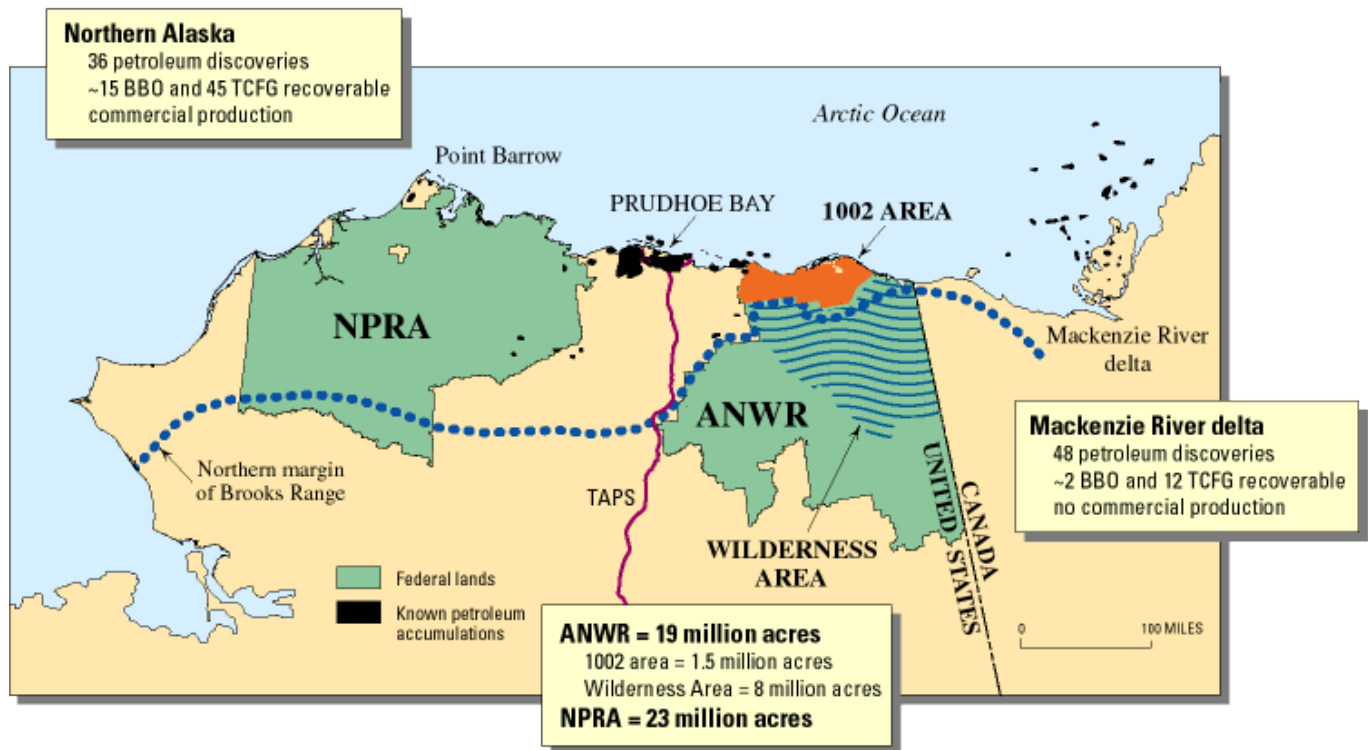 Northern Alaska
36 petroleum discoveries
~15 BBO and 45 TCFG recoverable
commercial production
Arctic Ocean
Point Barrow
PRUDHOE BAY
1002 AREA
NPRA
Mackenzie River
delta
ANWR
Mackenzie River delta
48 petroleum discoveries
~2 BBO and 12 TCFG recoverable
no commercial production
Northern margin
of Brooks Range
TAPS
WILDERNESS
AREA
UNITED STATES
CANADA
Federal lands
Known petroleum
accumulations
0 100 MILES
ANWR = 19 million acres
1002 area = 1.5 million acres
Wilderness Area = 8 million acres
NPRA = 23 million acres